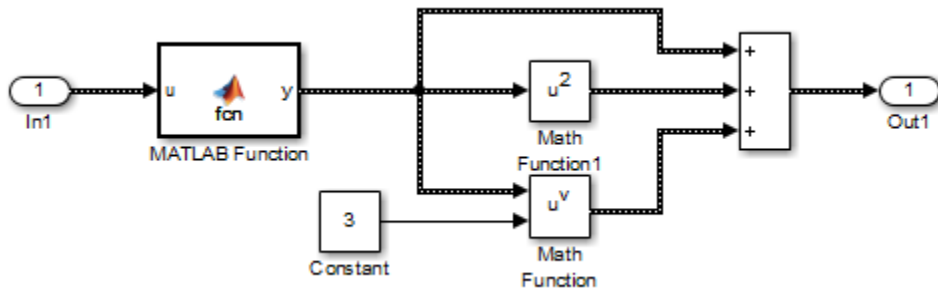 1
In1
u
fcn
y
MATLAB Function
u²
Math
Function1
3
Constant
uᵛ
Math
Function
+
+
+
1
Out1